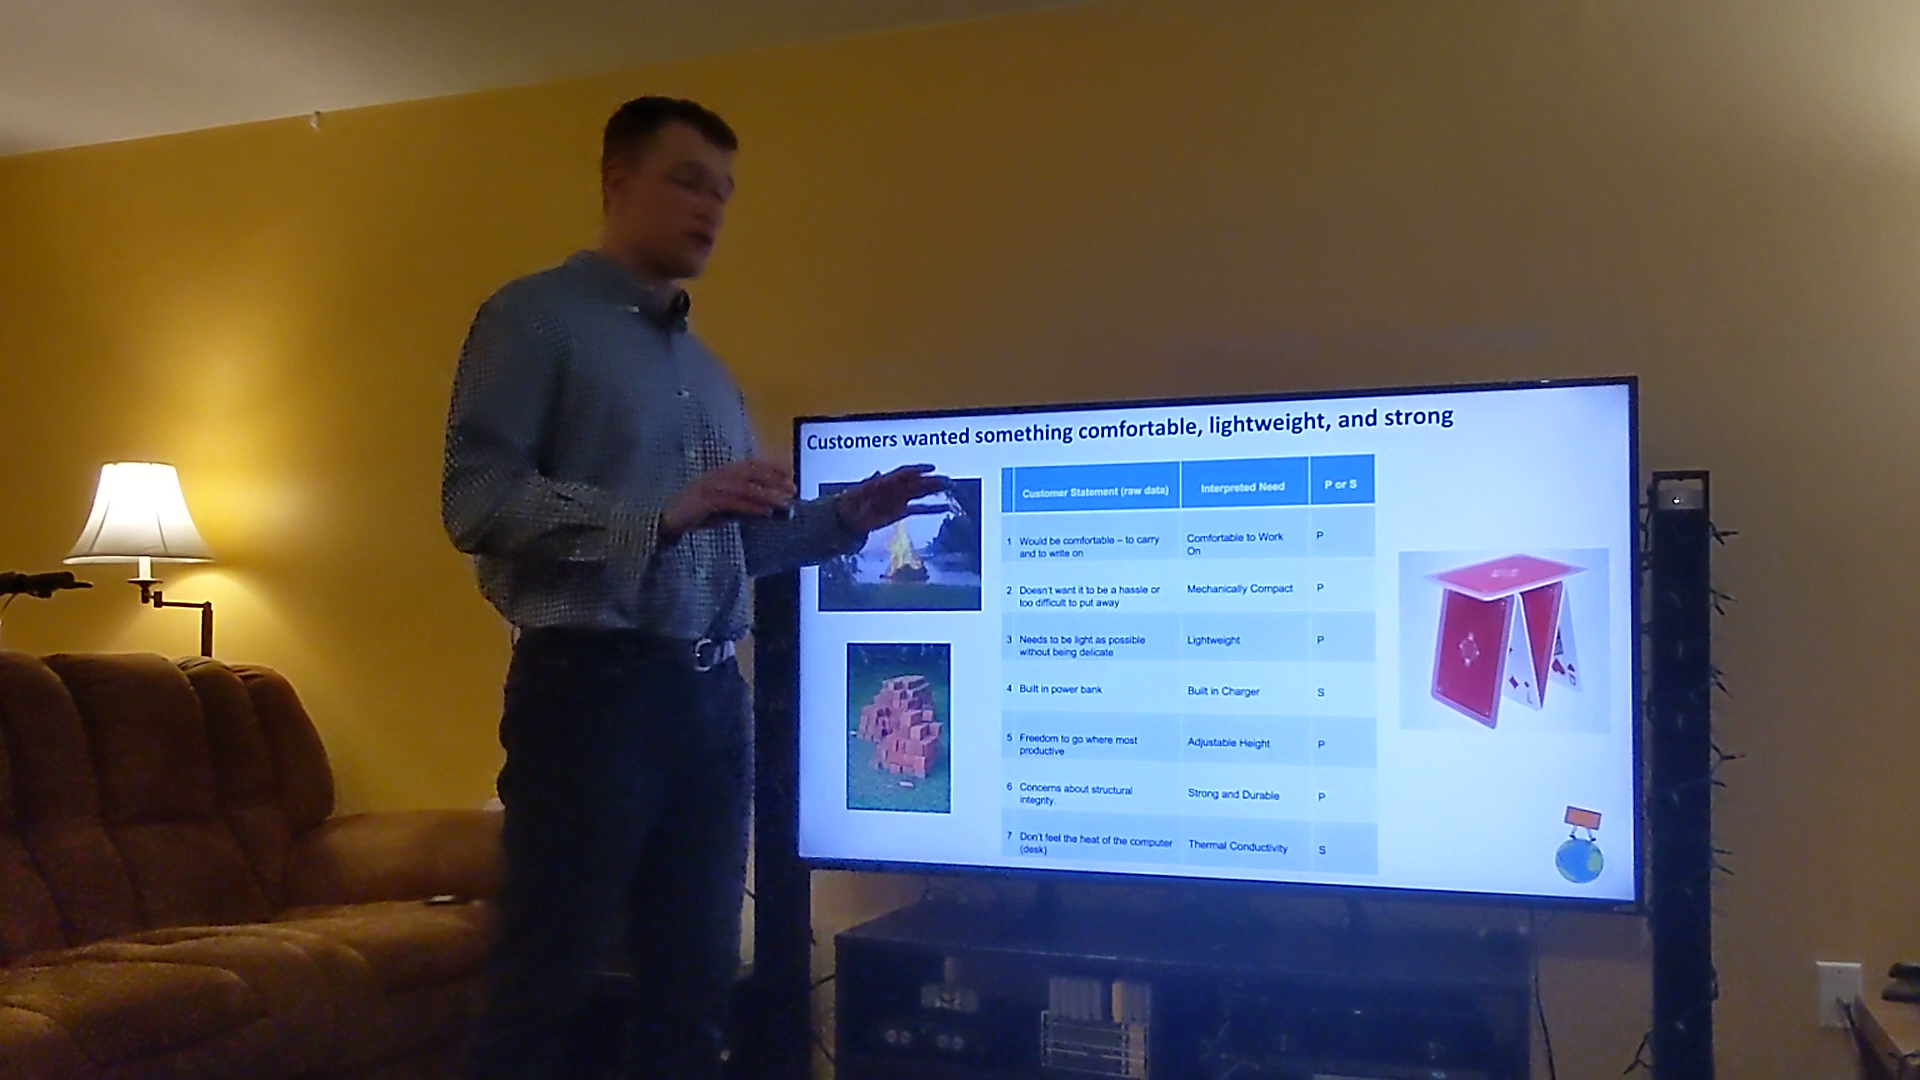 Customers wanted something comfortable, lightweight, and strong
Customer Statement (raw data) Interpreted Need P or S
1 Would be comfortable – to carry Comfortable to Work P
and to write on On
2 Doesn't want it to be a hassle or Mechanically Compact P
too difficult to put away
3 Needs to be light as possible Lightweight P
without being delicate
4 Built in power bank Built in Charger S
5 Freedom to go where most Adjustable Height P
productive
6 Concerns about structural Strong and Durable P
integrity.
7 Don't feel the heat of the computer Thermal Conductivity S
(desk)